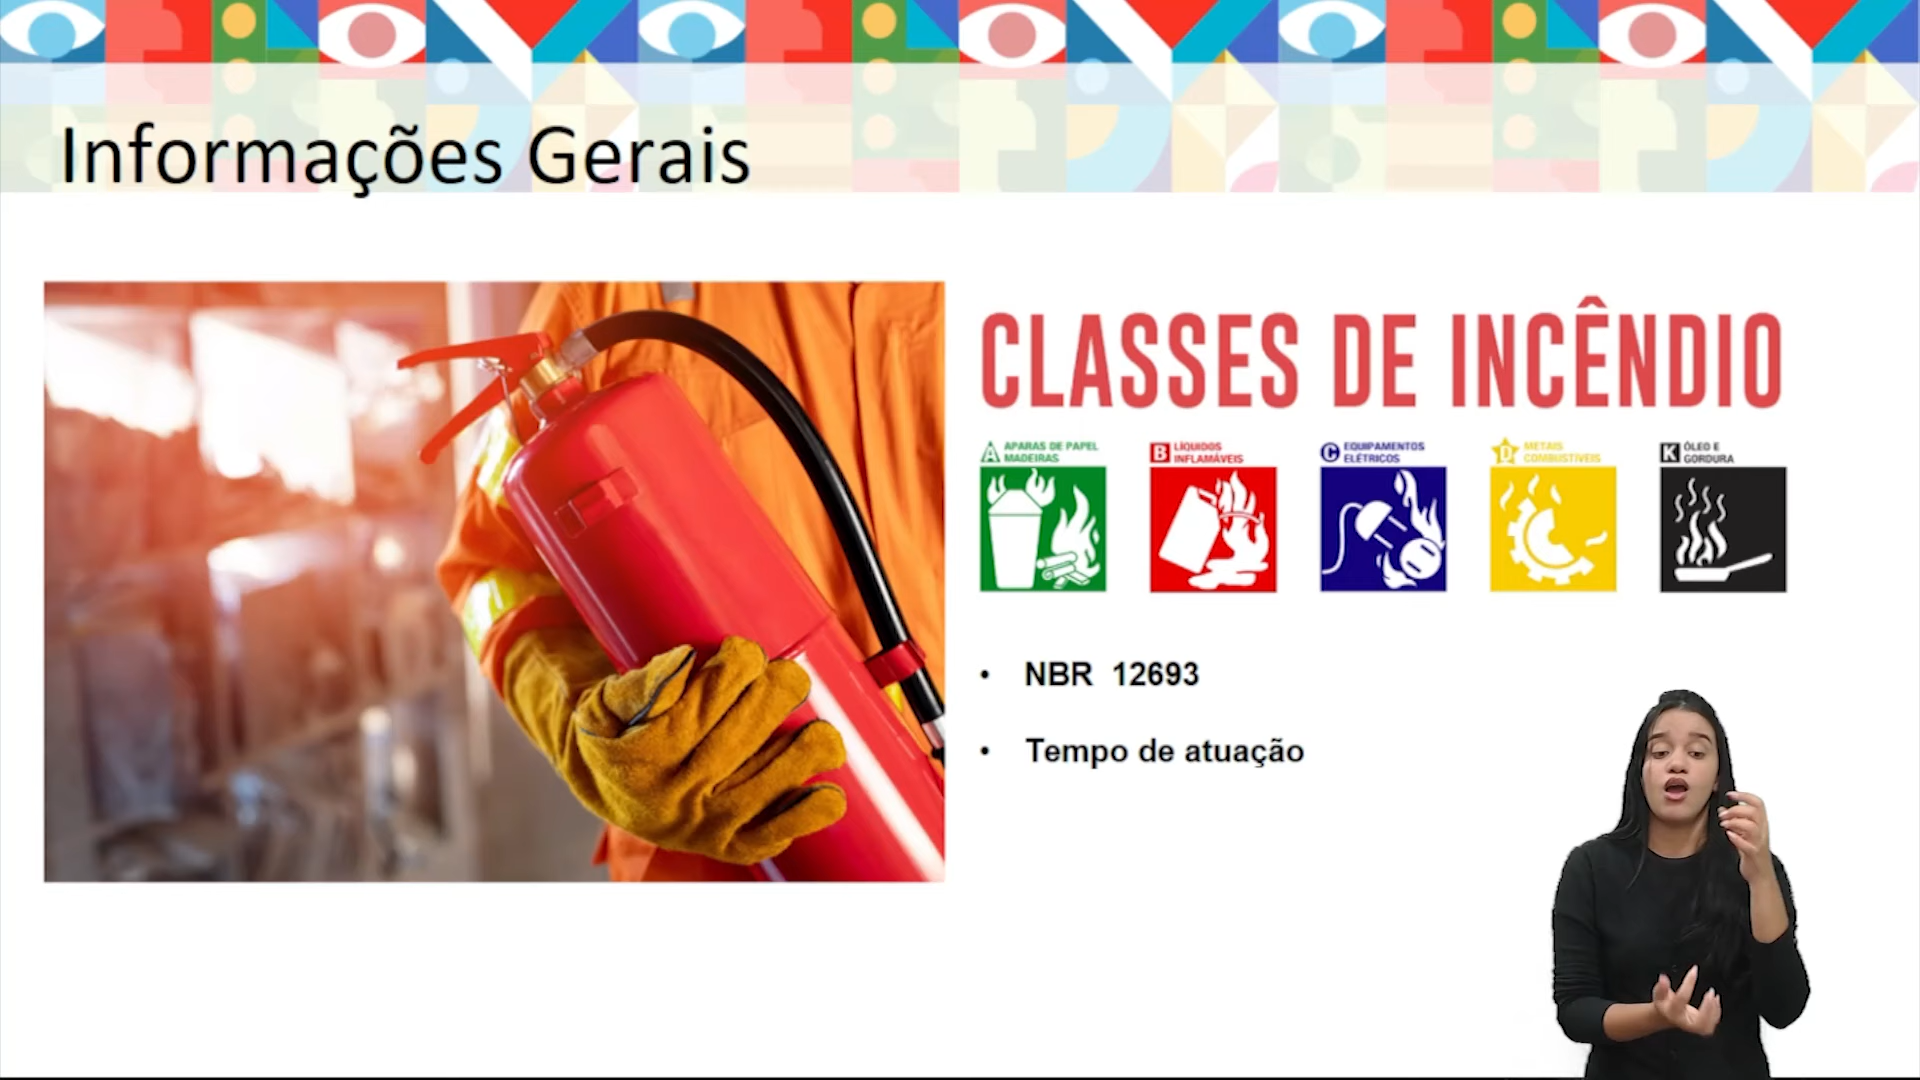 Informações Gerais
CLASSES DE INCÊNDIO
A APARAS DE PAPEL
MADEIRAS
B LÍQUIDOS
INFLAMÁVEIS
C EQUIPAMENTOS
ELÉTRICOS
D METAIS
COMBUSTÍVEIS
K ÓLEO E
GORDURA
• NBR 12693
• Tempo de atuação